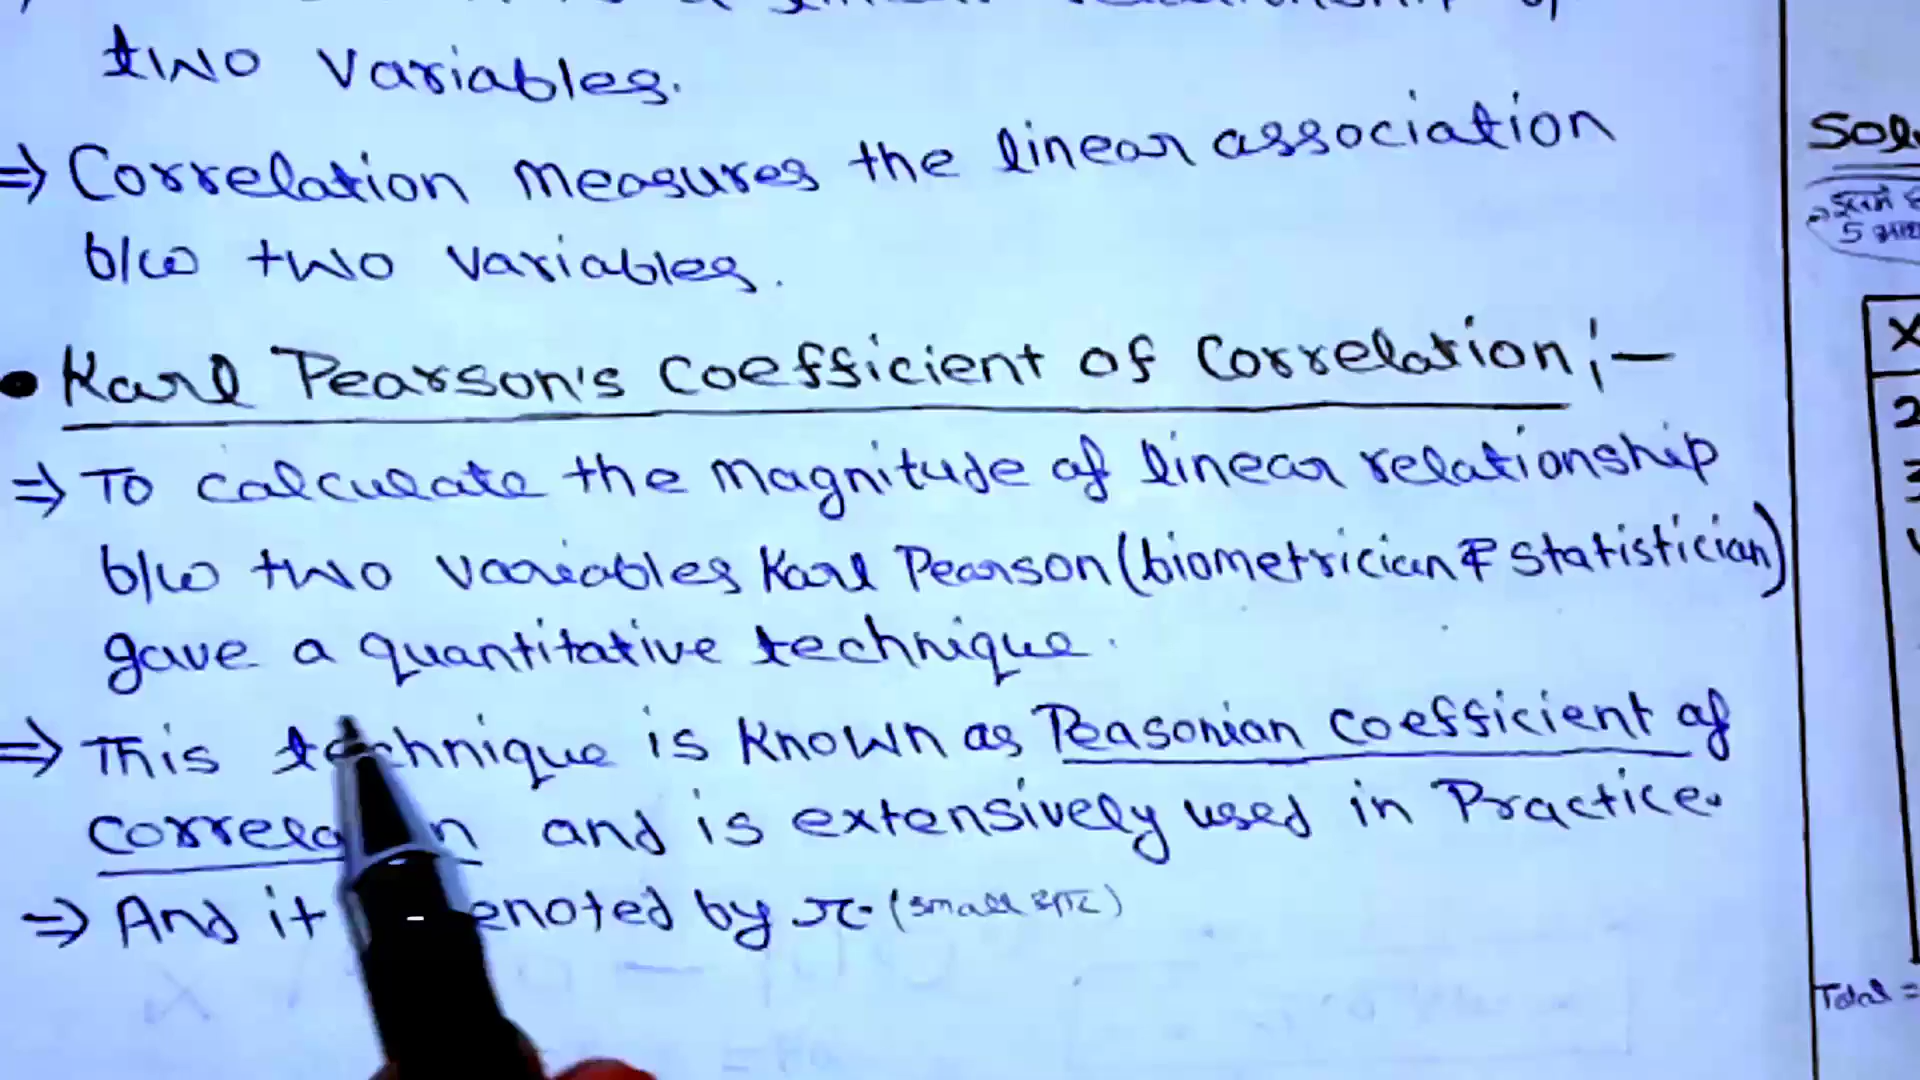 two variables.
⇒ Correlation measures the linear association
b/w two variables.
• Karl Pearson's Coefficient of Correlation ;—
⇒ To calculate the magnitude of linear relationship
b/w two variables Karl Pearson (biometrician & statistician)
gave a quantitative technique.
⇒ This technique is known as Peasonian coefficient of
and is extensively used in Practice.
⇒ And it by r. (small आर)
Sol
X
2
3
Total =